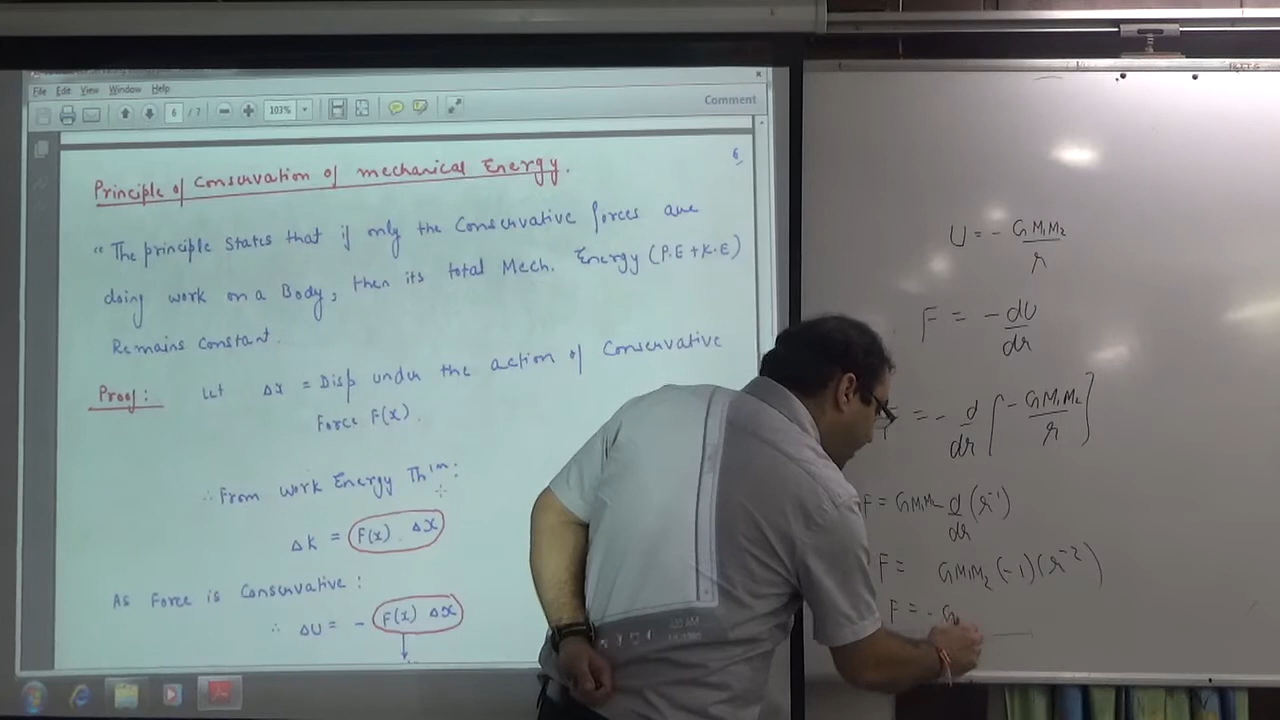 File Edit View Window Help
6 / 7 103% Comment
6
Principle of Conservation of mechanical Energy.
"The principle states that if only the Conservative forces are
doing work on a Body, then its total Mech. Energy (P.E + K.E)
Remains Constant.
Proof: Let Δx = Disp under the action of Conservative
Force F(x).
∴ From work Energy Thm:
ΔK = F(x). Δx
As Force is Conservative:
∴ ΔU = - F(x) Δx
U = - GM1M2/r
F = - dU/dr
= - d/dr [- GM1M2/r]
F = GM1M2 d/dr (r-1)
F = GM1M2 (-1) (r-2)
F = - G